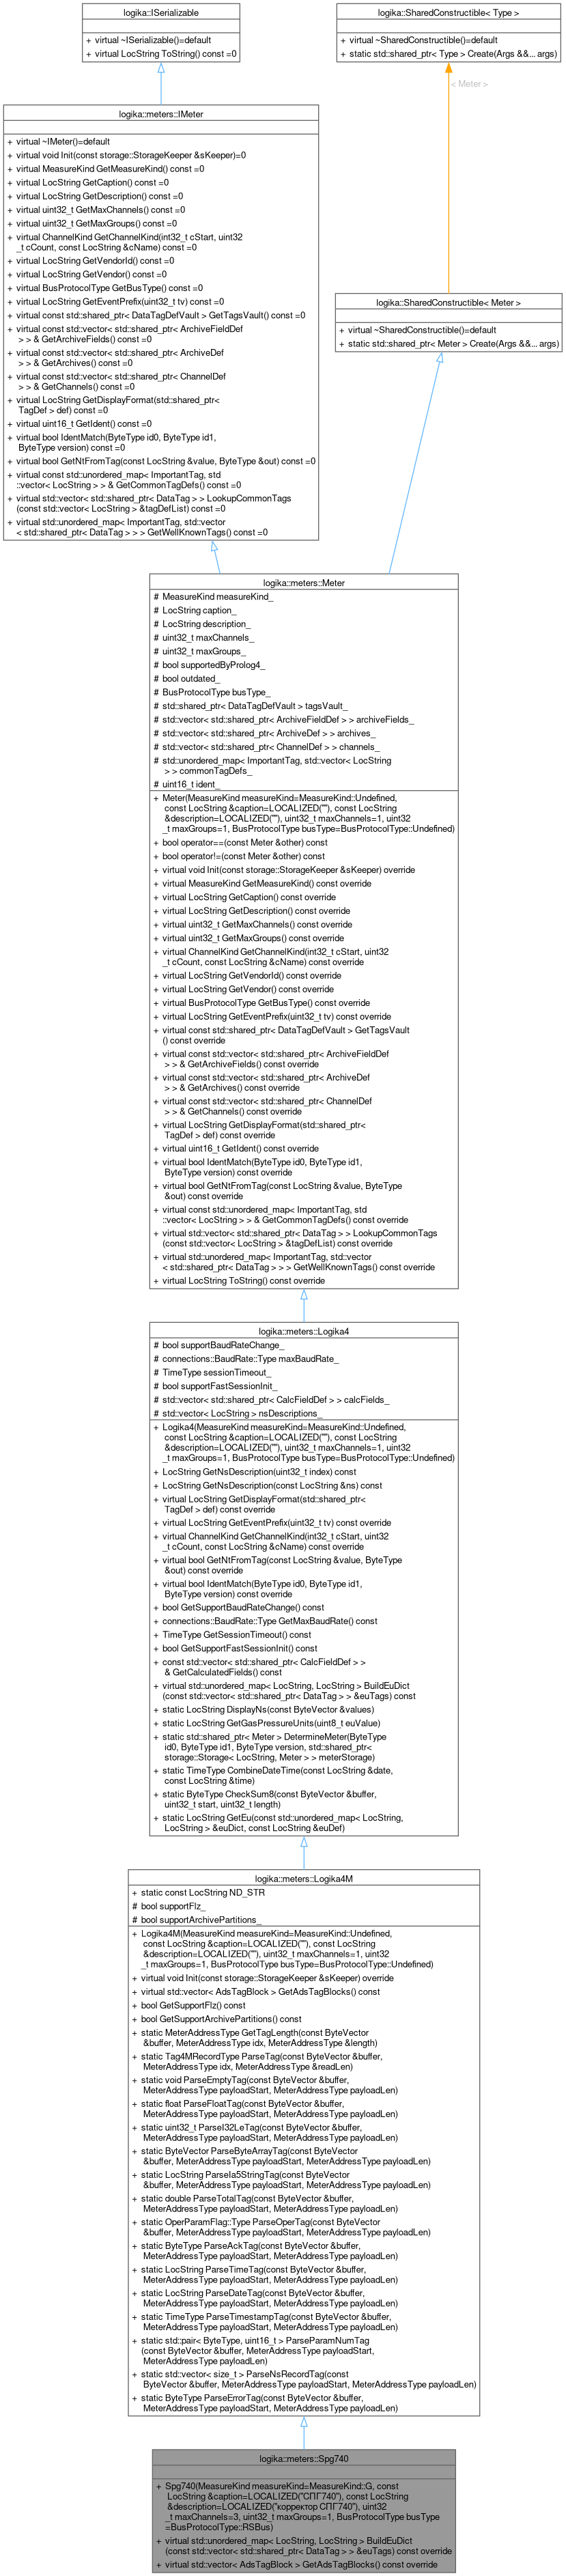 logika::ISerializable
+ virtual ~ISerializable()=default
+ virtual LocString ToString() const =0
logika::SharedConstructible< Type >
+ virtual ~SharedConstructible()=default
+ static std::shared_ptr< Type > Create(Args &&... args)
< Meter >
logika::meters::IMeter
+ virtual ~IMeter()=default
+ virtual void Init(const storage::StorageKeeper &sKeeper)=0
+ virtual MeasureKind GetMeasureKind() const =0
+ virtual LocString GetCaption() const =0
+ virtual LocString GetDescription() const =0
+ virtual uint32_t GetMaxChannels() const =0
+ virtual uint32_t GetMaxGroups() const =0
+ virtual ChannelKind GetChannelKind(int32_t cStart, uint32
_t cCount, const LocString &cName) const =0
+ virtual LocString GetVendorId() const =0
+ virtual LocString GetVendor() const =0
+ virtual BusProtocolType GetBusType() const =0
+ virtual LocString GetEventPrefix(uint32_t tv) const =0
+ virtual const std::shared_ptr< DataTagDefVault > GetTagsVault() const =0
+ virtual const std::vector< std::shared_ptr< ArchiveFieldDef
> > & GetArchiveFields() const =0
+ virtual const std::vector< std::shared_ptr< ArchiveDef
> > & GetArchives() const =0
+ virtual const std::vector< std::shared_ptr< ChannelDef
> > & GetChannels() const =0
+ virtual LocString GetDisplayFormat(std::shared_ptr<
TagDef > def) const =0
+ virtual uint16_t GetIdent() const =0
+ virtual bool IdentMatch(ByteType id0, ByteType id1,
ByteType version) const =0
+ virtual bool GetNtFromTag(const LocString &value, ByteType &out) const =0
+ virtual const std::unordered_map< ImportantTag, std
::vector< LocString > > & GetCommonTagDefs() const =0
+ virtual std::vector< std::shared_ptr< DataTag > > LookupCommonTags
(const std::vector< LocString > &tagDefList) const =0
+ virtual std::unordered_map< ImportantTag, std::vector
< std::shared_ptr< DataTag > > > GetWellKnownTags() const =0
logika::SharedConstructible< Meter >
+ virtual ~SharedConstructible()=default
+ static std::shared_ptr< Meter > Create(Args &&... args)
logika::meters::Meter
# MeasureKind measureKind_
# LocString caption_
# LocString description_
# uint32_t maxChannels_
# uint32_t maxGroups_
# bool supportedByProlog4_
# bool outdated_
# BusProtocolType busType_
# std::shared_ptr< DataTagDefVault > tagsVault_
# std::vector< std::shared_ptr< ArchiveFieldDef > > archiveFields_
# std::vector< std::shared_ptr< ArchiveDef > > archives_
# std::vector< std::shared_ptr< ChannelDef > > channels_
# std::unordered_map< ImportantTag, std::vector< LocString
> > commonTagDefs_
# uint16_t ident_
+ Meter(MeasureKind measureKind=MeasureKind::Undefined,
const LocString &caption=LOCALIZED(""), const LocString
&description=LOCALIZED(""), uint32_t maxChannels=1, uint32
_t maxGroups=1, BusProtocolType busType=BusProtocolType::Undefined)
+ bool operator==(const Meter &other) const
+ bool operator!=(const Meter &other) const
+ virtual void Init(const storage::StorageKeeper &sKeeper) override
+ virtual MeasureKind GetMeasureKind() const override
+ virtual LocString GetCaption() const override
+ virtual LocString GetDescription() const override
+ virtual uint32_t GetMaxChannels() const override
+ virtual uint32_t GetMaxGroups() const override
+ virtual ChannelKind GetChannelKind(int32_t cStart, uint32
_t cCount, const LocString &cName) const override
+ virtual LocString GetVendorId() const override
+ virtual LocString GetVendor() const override
+ virtual BusProtocolType GetBusType() const override
+ virtual LocString GetEventPrefix(uint32_t tv) const override
+ virtual const std::shared_ptr< DataTagDefVault > GetTagsVault
() const override
+ virtual const std::vector< std::shared_ptr< ArchiveFieldDef
> > & GetArchiveFields() const override
+ virtual const std::vector< std::shared_ptr< ArchiveDef
> > & GetArchives() const override
+ virtual const std::vector< std::shared_ptr< ChannelDef
> > & GetChannels() const override
+ virtual LocString GetDisplayFormat(std::shared_ptr<
TagDef > def) const override
+ virtual uint16_t GetIdent() const override
+ virtual bool IdentMatch(ByteType id0, ByteType id1,
ByteType version) const override
+ virtual bool GetNtFromTag(const LocString &value, ByteType
&out) const override
+ virtual const std::unordered_map< ImportantTag, std
::vector< LocString > > & GetCommonTagDefs() const override
+ virtual std::vector< std::shared_ptr< DataTag > > LookupCommonTags
(const std::vector< LocString > &tagDefList) const override
+ virtual std::unordered_map< ImportantTag, std::vector
< std::shared_ptr< DataTag > > > GetWellKnownTags() const override
+ virtual LocString ToString() const override
logika::meters::Logika4
# bool supportBaudRateChange_
# connections::BaudRate::Type maxBaudRate_
# TimeType sessionTimeout_
# bool supportFastSessionInit_
# std::vector< std::shared_ptr< CalcFieldDef > > calcFields_
# std::vector< LocString > nsDescriptions_
+ Logika4(MeasureKind measureKind=MeasureKind::Undefined,
const LocString &caption=LOCALIZED(""), const LocString
&description=LOCALIZED(""), uint32_t maxChannels=1, uint32
_t maxGroups=1, BusProtocolType busType=BusProtocolType::Undefined)
+ LocString GetNsDescription(uint32_t index) const
+ LocString GetNsDescription(const LocString &ns) const
+ virtual LocString GetDisplayFormat(std::shared_ptr<
TagDef > def) const override
+ virtual LocString GetEventPrefix(uint32_t tv) const override
+ virtual ChannelKind GetChannelKind(int32_t cStart, uint32
_t cCount, const LocString &cName) const override
+ virtual bool GetNtFromTag(const LocString &value, ByteType
&out) const override
+ virtual bool IdentMatch(ByteType id0, ByteType id1,
ByteType version) const override
+ bool GetSupportBaudRateChange() const
+ connections::BaudRate::Type GetMaxBaudRate() const
+ TimeType GetSessionTimeout() const
+ bool GetSupportFastSessionInit() const
+ const std::vector< std::shared_ptr< CalcFieldDef > >
& GetCalculatedFields() const
+ virtual std::unordered_map< LocString, LocString > BuildEuDict
(const std::vector< std::shared_ptr< DataTag > > &euTags) const
+ static LocString DisplayNs(const ByteVector &values)
+ static LocString GetGasPressureUnits(uint8_t euValue)
+ static std::shared_ptr< Meter > DetermineMeter(ByteType
id0, ByteType id1, ByteType version, std::shared_ptr<
storage::Storage< LocString, Meter > > meterStorage)
+ static TimeType CombineDateTime(const LocString &date,
const LocString &time)
+ static ByteType CheckSum8(const ByteVector &buffer,
uint32_t start, uint32_t length)
+ static LocString GetEu(const std::unordered_map< LocString,
LocString > &euDict, const LocString &euDef)
logika::meters::Logika4M
+ static const LocString ND_STR
# bool supportFlz_
# bool supportArchivePartitions_
+ Logika4M(MeasureKind measureKind=MeasureKind::Undefined,
const LocString &caption=LOCALIZED(""), const LocString
&description=LOCALIZED(""), uint32_t maxChannels=1, uint32
_t maxGroups=1, BusProtocolType busType=BusProtocolType::Undefined)
+ virtual void Init(const storage::StorageKeeper &sKeeper) override
+ virtual std::vector< AdsTagBlock > GetAdsTagBlocks() const
+ bool GetSupportFlz() const
+ bool GetSupportArchivePartitions() const
+ static MeterAddressType GetTagLength(const ByteVector
&buffer, MeterAddressType idx, MeterAddressType &length)
+ static Tag4MRecordType ParseTag(const ByteVector &buffer,
MeterAddressType idx, MeterAddressType &readLen)
+ static void ParseEmptyTag(const ByteVector &buffer,
MeterAddressType payloadStart, MeterAddressType payloadLen)
+ static float ParseFloatTag(const ByteVector &buffer,
MeterAddressType payloadStart, MeterAddressType payloadLen)
+ static uint32_t ParseI32LeTag(const ByteVector &buffer,
MeterAddressType payloadStart, MeterAddressType payloadLen)
+ static ByteVector ParseByteArrayTag(const ByteVector
&buffer, MeterAddressType payloadStart, MeterAddressType payloadLen)
+ static LocString ParseIa5StringTag(const ByteVector
&buffer, MeterAddressType payloadStart, MeterAddressType payloadLen)
+ static double ParseTotalTag(const ByteVector &buffer,
MeterAddressType payloadStart, MeterAddressType payloadLen)
+ static OperParamFlag::Type ParseOperTag(const ByteVector
&buffer, MeterAddressType payloadStart, MeterAddressType payloadLen)
+ static ByteType ParseAckTag(const ByteVector &buffer,
MeterAddressType payloadStart, MeterAddressType payloadLen)
+ static LocString ParseTimeTag(const ByteVector &buffer,
MeterAddressType payloadStart, MeterAddressType payloadLen)
+ static LocString ParseDateTag(const ByteVector &buffer,
MeterAddressType payloadStart, MeterAddressType payloadLen)
+ static TimeType ParseTimestampTag(const ByteVector &buffer,
MeterAddressType payloadStart, MeterAddressType payloadLen)
+ static std::pair< ByteType, uint16_t > ParseParamNumTag
(const ByteVector &buffer, MeterAddressType payloadStart,
MeterAddressType payloadLen)
+ static std::vector< size_t > ParseNsRecordTag(const
ByteVector &buffer, MeterAddressType payloadStart, MeterAddressType payloadLen)
+ static ByteType ParseErrorTag(const ByteVector &buffer,
MeterAddressType payloadStart, MeterAddressType payloadLen)
logika::meters::Spg740
+ Spg740(MeasureKind measureKind=MeasureKind::G, const
LocString &caption=LOCALIZED("СПГ740"), const LocString
&description=LOCALIZED("корректор СПГ740"), uint32
_t maxChannels=3, uint32_t maxGroups=1, BusProtocolType busType
=BusProtocolType::RSBus)
+ virtual std::unordered_map< LocString, LocString > BuildEuDict
(const std::vector< std::shared_ptr< DataTag > > &euTags) const override
+ virtual std::vector< AdsTagBlock > GetAdsTagBlocks() const override